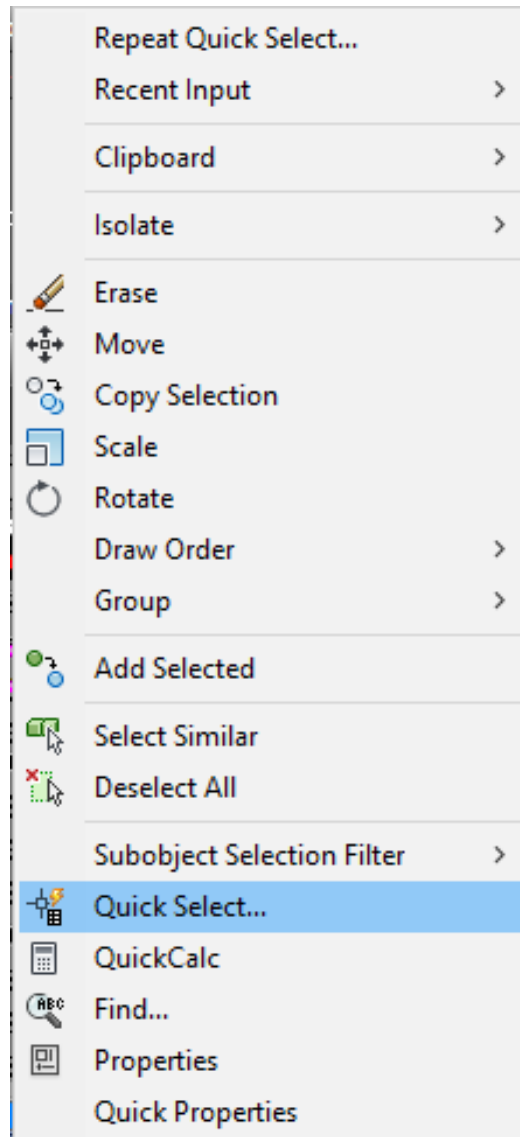 Repeat Quick Select...
Recent Input
Clipboard
Isolate
Erase
Move
Copy Selection
Scale
Rotate
Draw Order
Group
Add Selected
Select Similar
Deselect All
Subobject Selection Filter
Quick Select...
QuickCalc
ABC
Find...
Properties
Quick Properties